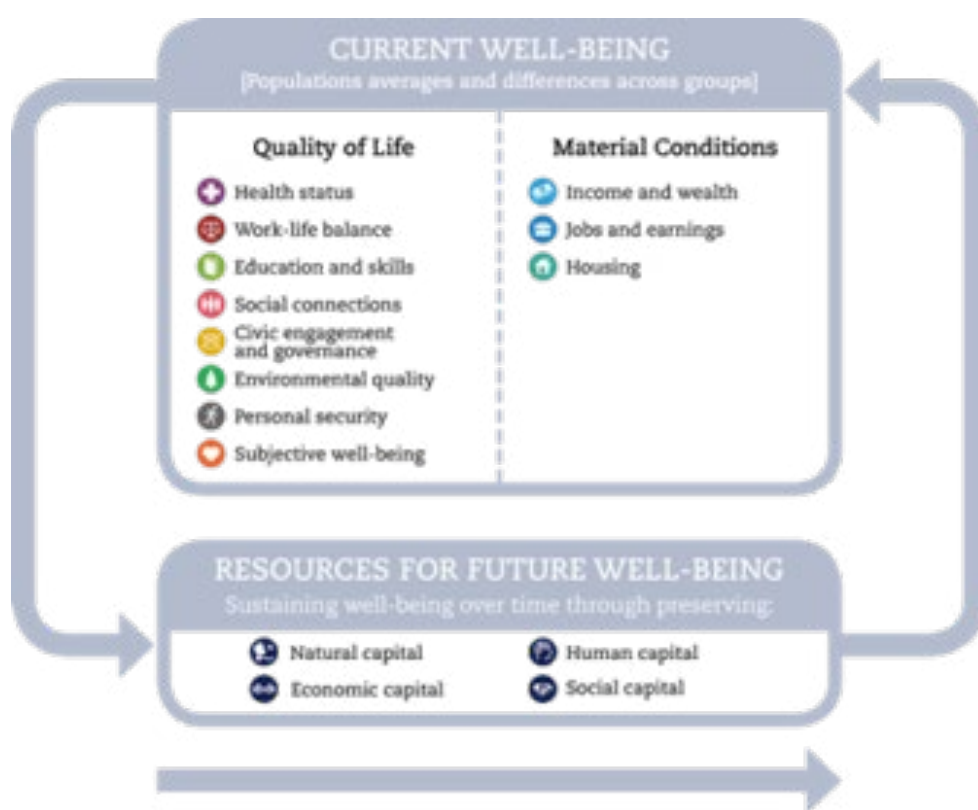 CURRENT WELL-BEING
[Populations averages and differences across groups]
Quality of Life
Health status
Work-life balance
Education and skills
Social connections
Civic engagement
and governance
Environmental quality
Personal security
Subjective well-being
Material Conditions
Income and wealth
Jobs and earnings
Housing
RESOURCES FOR FUTURE WELL-BEING
Sustaining well-being over time through preserving:
Natural capital
Human capital
Economic capital
Social capital